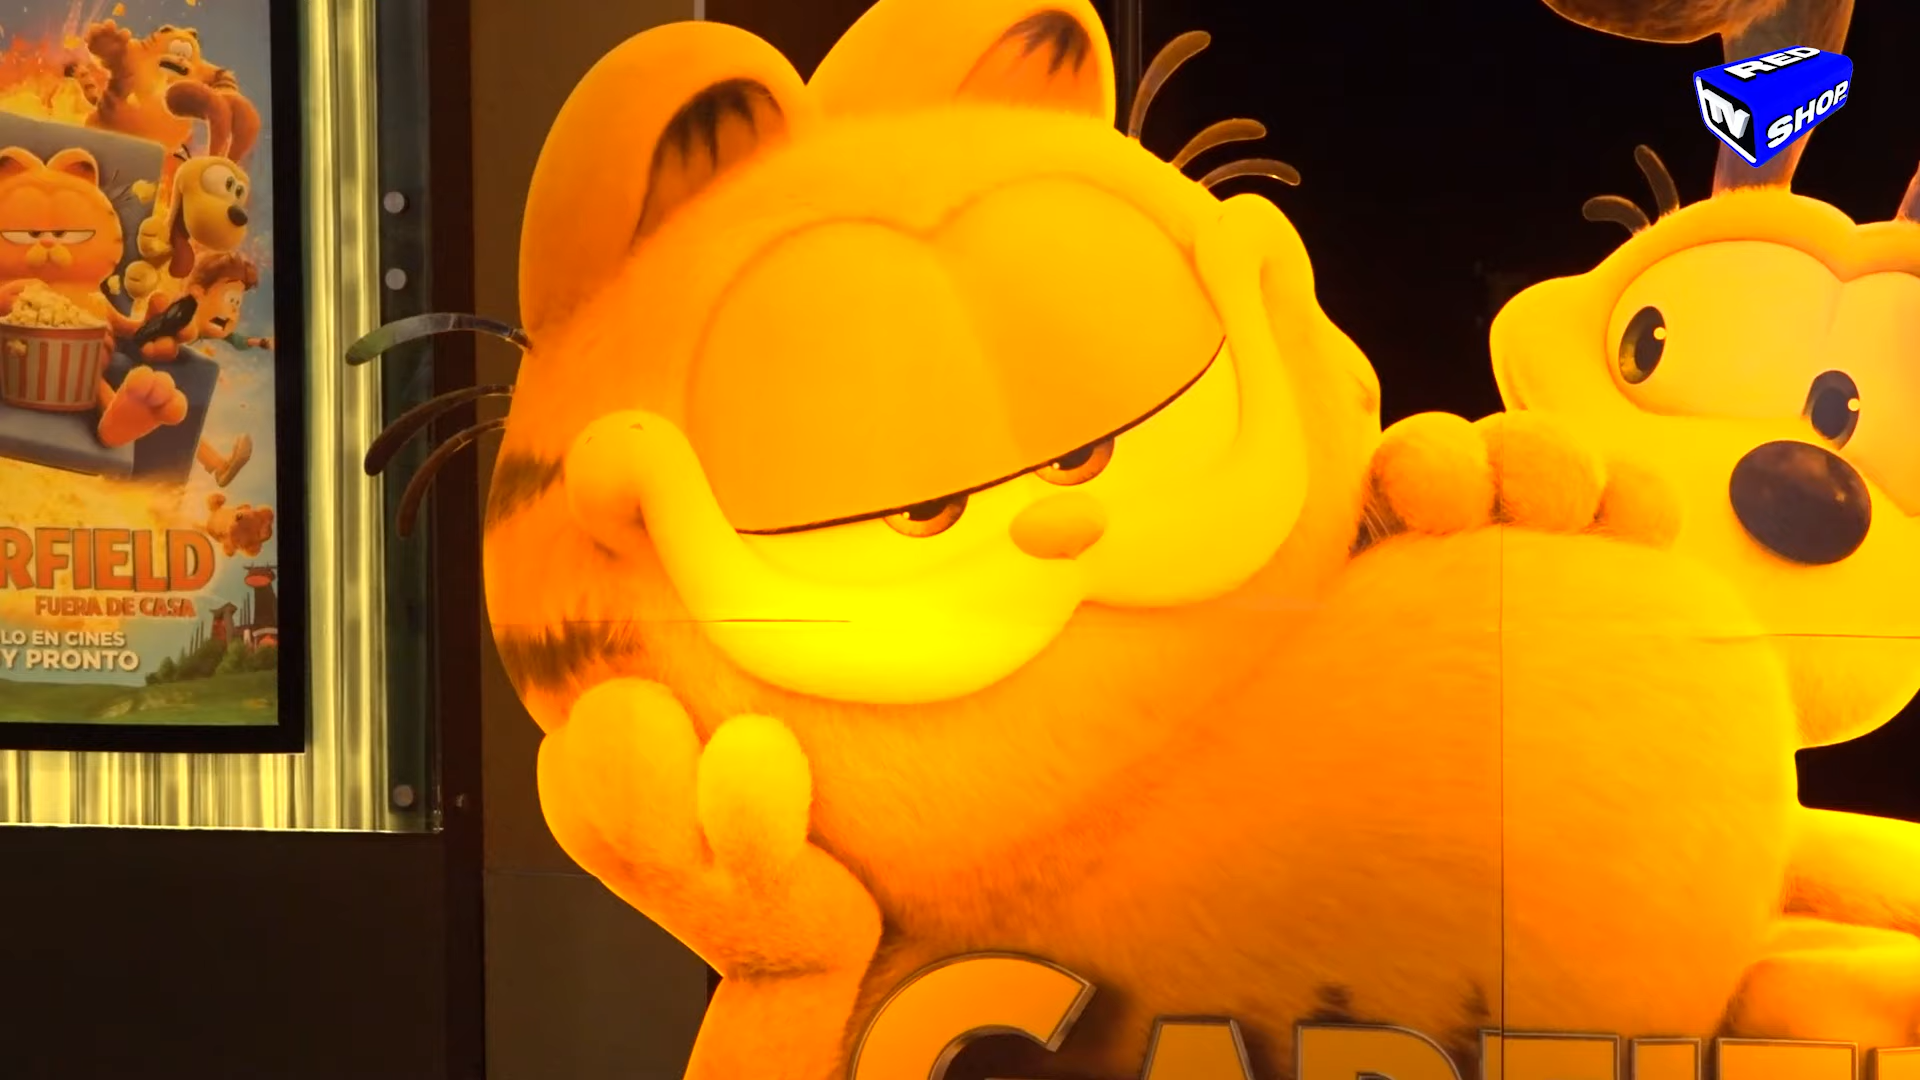 RFIELD
FUERA DE CASA
LO EN CINES
Y PRONTO
RED
TV SHOP